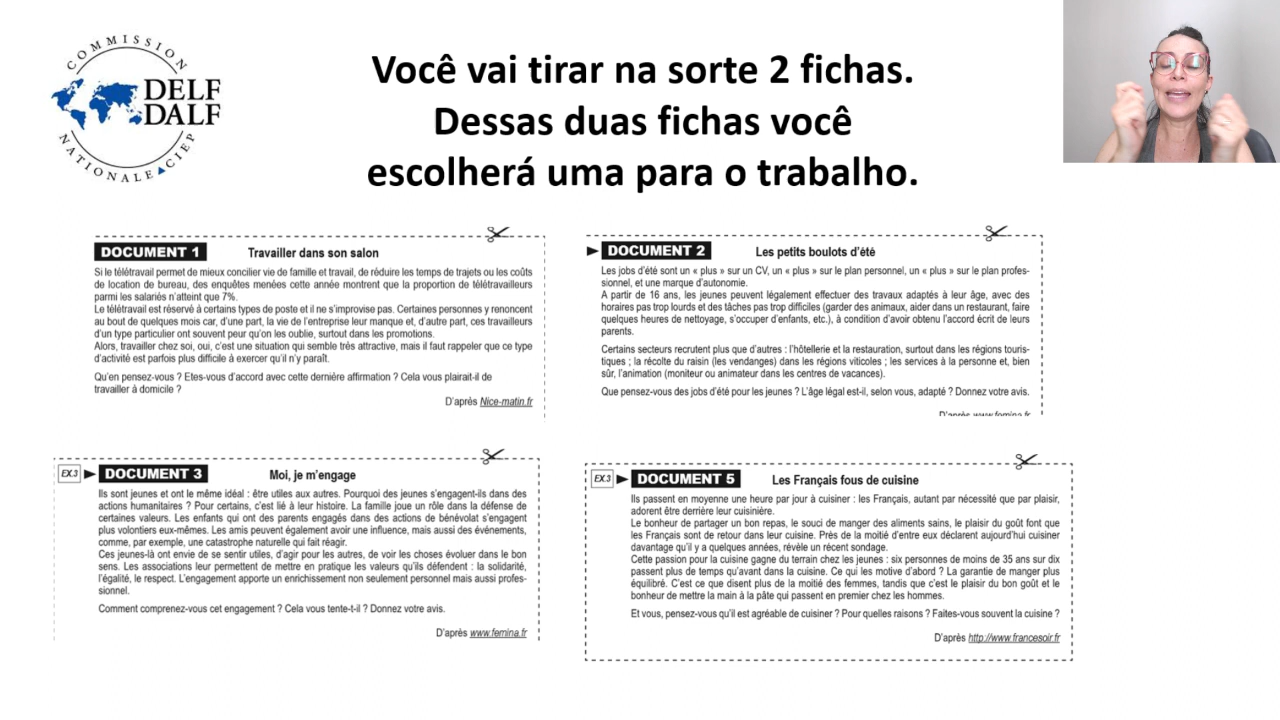 COMMISSION
DELF
DALF
NATIONALE CIEP
Você vai tirar na sorte 2 fichas.
Dessas duas fichas você
escolherá uma para o trabalho.
DOCUMENT 1 Travailler dans son salon
Si le télétravail permet de mieux concilier vie de famille et travail, de réduire les temps de trajets ou les coûts
de location de bureau, des enquêtes menées cette année montrent que la proportion de télétravailleurs
parmi les salariés n'atteint que 7%.
Le télétravail est réservé à certains types de poste et il ne s'improvise pas. Certaines personnes y renoncent
au bout de quelques mois car, d'une part, la vie de l'entreprise leur manque et, d'autre part, ces travailleurs
d'un type particulier ont souvent peur qu'on les oublie, surtout dans les promotions.
Alors, travailler chez soi, oui, c'est une situation qui semble très attractive, mais il faut rappeler que ce type
d'activité est parfois plus difficile à exercer qu'il n'y paraît.
Qu'en pensez-vous ? Etes-vous d'accord avec cette dernière affirmation ? Cela vous plairait-il de
travailler à domicile ?
D'après Nice-matin.fr
DOCUMENT 2 Les petits boulots d'été
Les jobs d'été sont un « plus » sur un CV, un « plus » sur le plan personnel, un « plus » sur le plan profes-
sionnel, et une marque d'autonomie.
A partir de 16 ans, les jeunes peuvent légalement effectuer des travaux adaptés à leur âge, avec des
horaires pas trop lourds et des tâches pas trop difficiles (garder des animaux, aider dans un restaurant, faire
quelques heures de nettoyage, s'occuper d'enfants, etc.), à condition d'avoir obtenu l'accord écrit de leurs
parents.
Certains secteurs recrutent plus que d'autres : l'hôtellerie et la restauration, surtout dans les régions touris-
tiques ; la récolte du raisin (les vendanges) dans les régions viticoles ; les services à la personne et, bien
sûr, l'animation (moniteur ou animateur dans les centres de vacances).
Que pensez-vous des jobs d'été pour les jeunes ? L'âge légal est-il, selon vous, adapté ? Donnez votre avis.
D'après www.femina.fr
EX.3 DOCUMENT 3 Moi, je m'engage
Ils sont jeunes et ont le même idéal : être utiles aux autres. Pourquoi des jeunes s'engagent-ils dans des
actions humanitaires ? Pour certains, c'est lié à leur histoire. La famille joue un rôle dans la défense de
certaines valeurs. Les enfants qui ont des parents engagés dans des actions de bénévolat s'engagent
plus volontiers eux-mêmes. Les amis peuvent également avoir une influence, mais aussi des événements,
comme, par exemple, une catastrophe naturelle qui fait réagir.
Ces jeunes-là ont envie de se sentir utiles, d'agir pour les autres, de voir les choses évoluer dans le bon
sens. Les associations leur permettent de mettre en pratique les valeurs qu'ils défendent : la solidarité,
l'égalité, le respect. L'engagement apporte un enrichissement non seulement personnel mais aussi profes-
sionnel.
Comment comprenez-vous cet engagement ? Cela vous tente-t-il ? Donnez votre avis.
D'après www.femina.fr
EX.3 DOCUMENT 5 Les Français fous de cuisine
Ils passent en moyenne une heure par jour à cuisiner : les Français, autant par nécessité que par plaisir,
adorent être derrière leur cuisinière.
Le bonheur de partager un bon repas, le souci de manger des aliments sains, le plaisir du goût font que
les Français sont de retour dans leur cuisine. Près de la moitié d'entre eux déclarent aujourd'hui cuisiner
davantage qu'il y a quelques années, révèle un récent sondage.
Cette passion pour la cuisine gagne du terrain chez les jeunes : six personnes de moins de 35 ans sur dix
passent plus de temps qu'avant dans la cuisine. Ce qui les motive d'abord ? La garantie de manger plus
équilibré. C'est ce que disent plus de la moitié des femmes, tandis que c'est le plaisir du bon goût et le
bonheur de mettre la main à la pâte qui passent en premier chez les hommes.
Et vous, pensez-vous qu'il est agréable de cuisiner ? Pour quelles raisons ? Faites-vous souvent la cuisine ?
D'après http://www.francesoir.fr